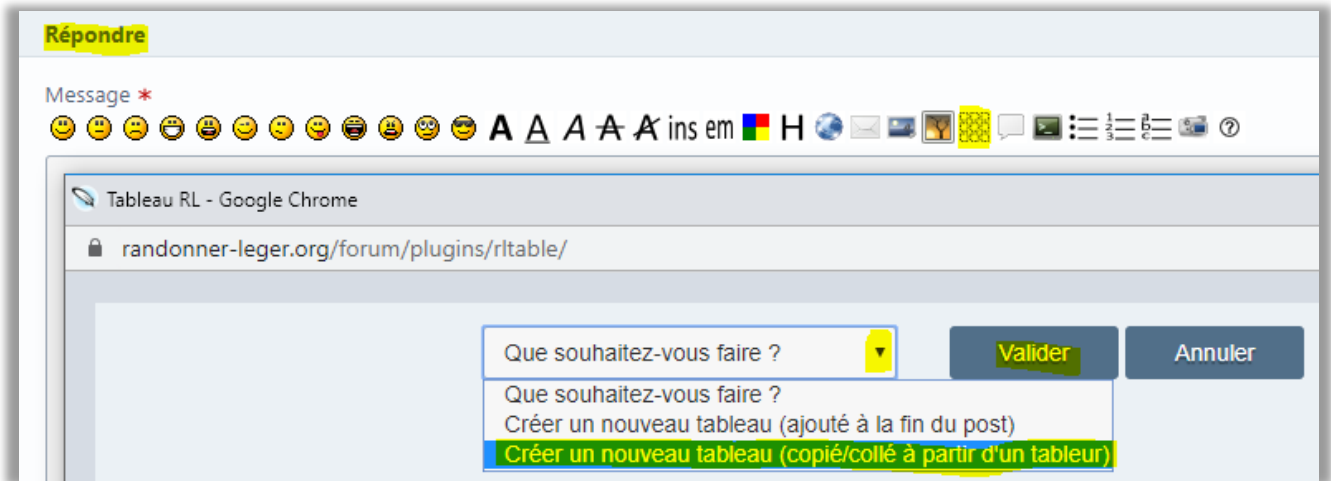 Répondre
Message *
A A A A A ins em H
Tableau RL - Google Chrome
randonner-leger.org/forum/plugins/rltable/
Que souhaitez-vous faire ? Valider Annuler
Que souhaitez-vous faire ?
Créer un nouveau tableau (ajouté à la fin du post)
Créer un nouveau tableau (copié/collé à partir d'un tableur)